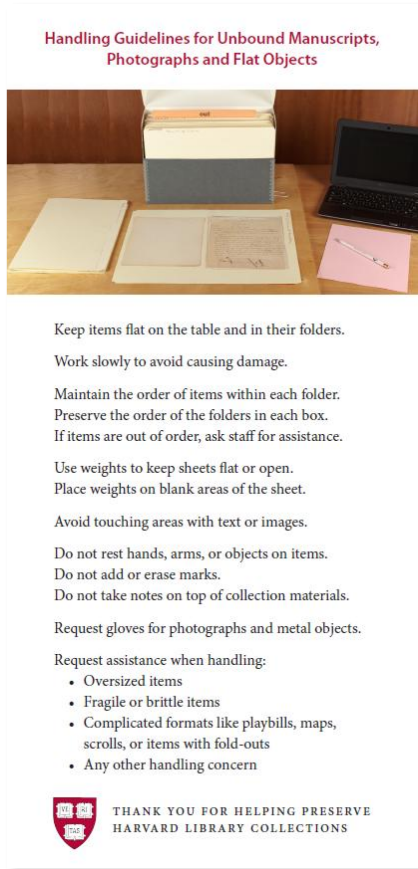 Handling Guidelines for Unbound Manuscripts,
Photographs and Flat Objects
Keep items flat on the table and in their folders.
Work slowly to avoid causing damage.
Maintain the order of items within each folder.
Preserve the order of the folders in each box.
If items are out of order, ask staff for assistance.
Use weights to keep sheets flat or open.
Place weights on blank areas of the sheet.
Avoid touching areas with text or images.
Do not rest hands, arms, or objects on items.
Do not add or erase marks.
Do not take notes on top of collection materials.
Request gloves for photographs and metal objects.
Request assistance when handling:
• Oversized items
• Fragile or brittle items
• Complicated formats like playbills, maps,
scrolls, or items with fold-outs
• Any other handling concern
VE RI
TAS
THANK YOU FOR HELPING PRESERVE
HARVARD LIBRARY COLLECTIONS